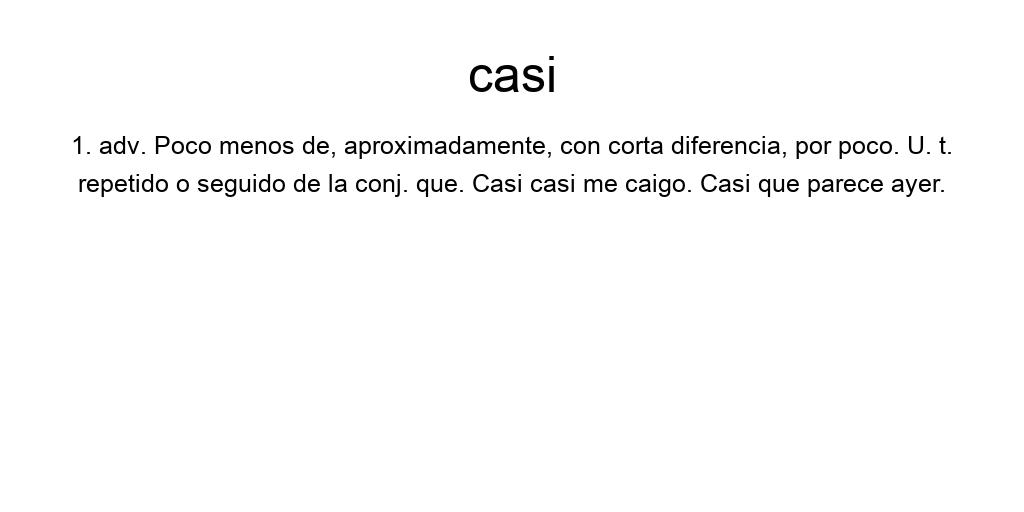 casi
1. adv. Poco menos de, aproximadamente, con corta diferencia, por poco. U. t.
repetido o seguido de la conj. que. Casi casi me caigo. Casi que parece ayer.